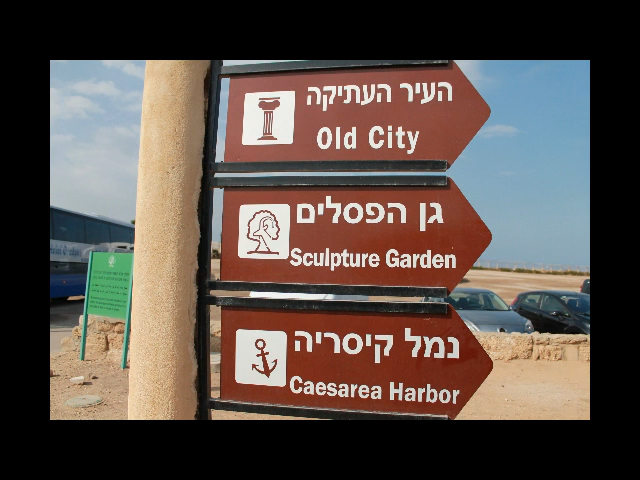 העיר העתיקה
Old City
גן הפסלים
Sculpture Garden
נמל קיסריה
Caesarea Harbor